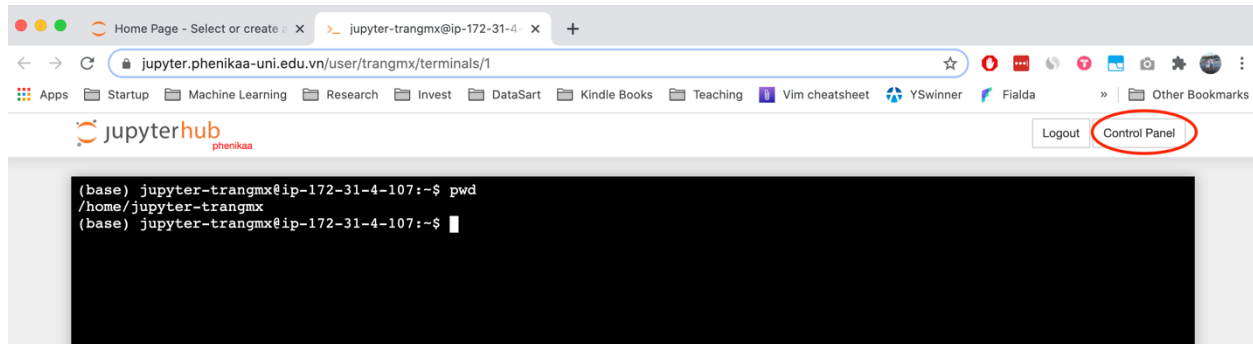 Home Page - Select or create a
jupyter-trangmx@ip-172-31-4-
jupyter.phenikaa-uni.edu.vn/user/trangmx/terminals/1
Apps Startup Machine Learning Research Invest DataSart Kindle Books Teaching Vim cheatsheet YSwinner Fialda » Other Bookmarks
jupyterhub Logout Control Panel
phenikaa
(base) jupyter-trangmx@ip-172-31-4-107:~$ pwd
/home/jupyter-trangmx
(base) jupyter-trangmx@ip-172-31-4-107:~$